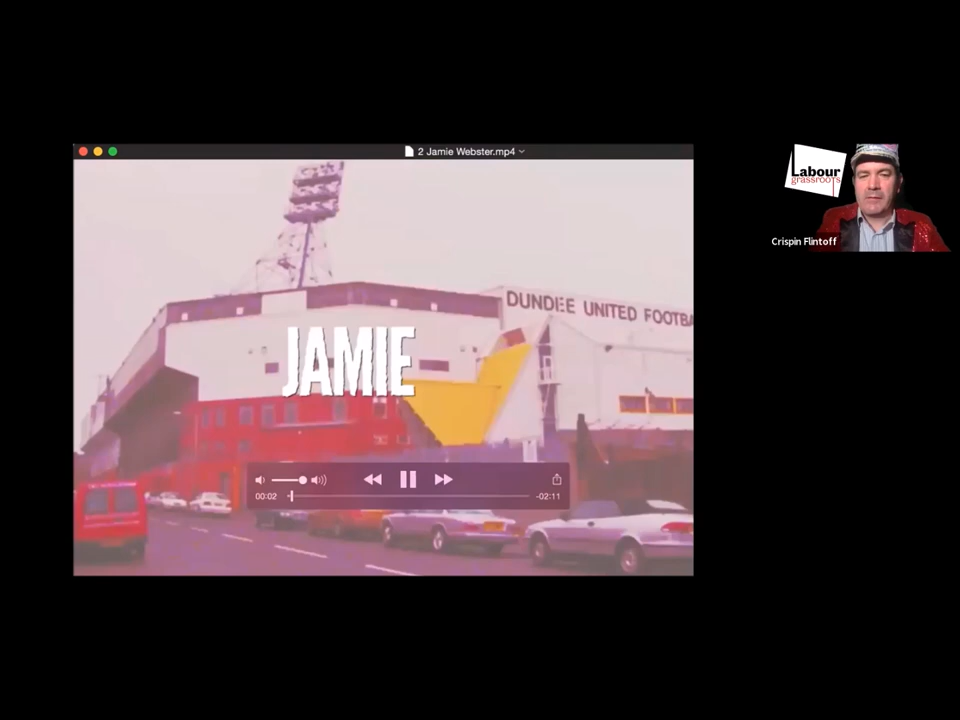 2 Jamie Webster.mp4
DUNDEE UNITED FOOTBA
JAMIE
00:02
-02:11
Labour
grassroots
Crispin Flintoff